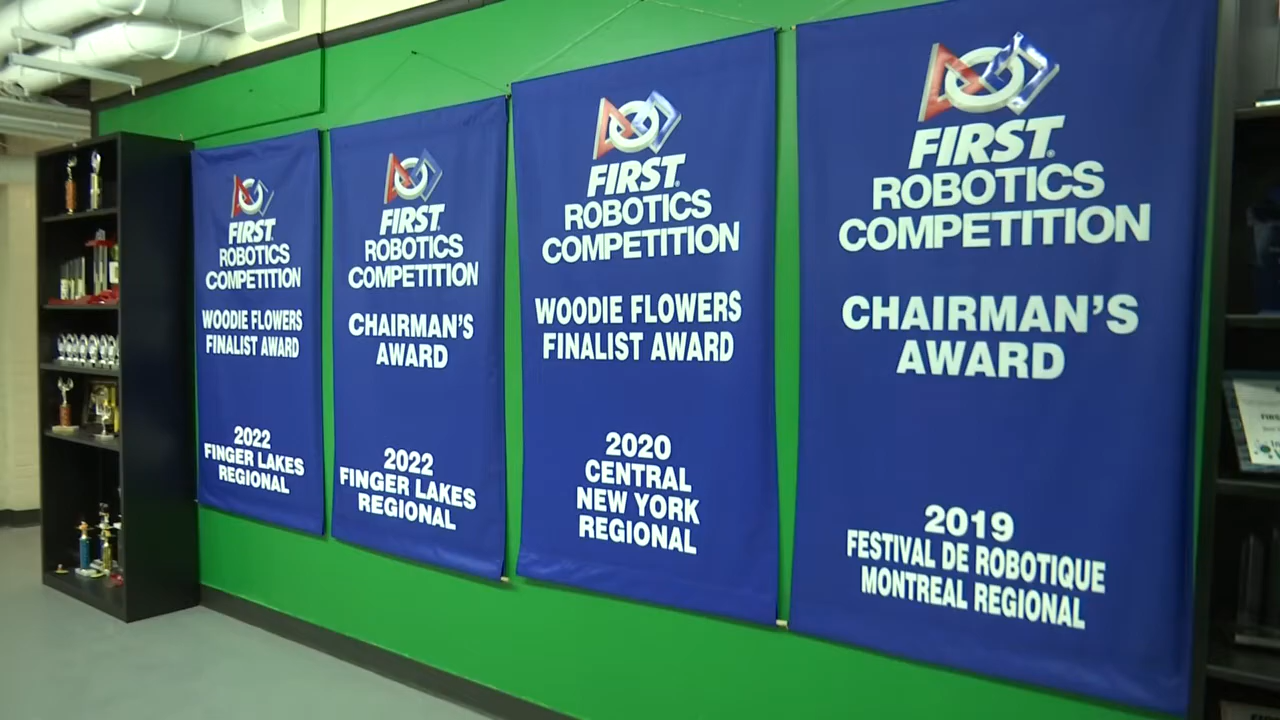 FIRST
ROBOTICS
COMPETITION
WOODIE FLOWERS
FINALIST AWARD
2022
FINGER LAKES
REGIONAL
FIRST
ROBOTICS
COMPETITION
CHAIRMAN'S
AWARD
2022
FINGER LAKES
REGIONAL
FIRST
ROBOTICS
COMPETITION
WOODIE FLOWERS
FINALIST AWARD
2020
CENTRAL
NEW YORK
REGIONAL
FIRST
ROBOTICS
COMPETITION
CHAIRMAN'S
AWARD
2019
FESTIVAL DE ROBOTIQUE
MONTREAL REGIONAL